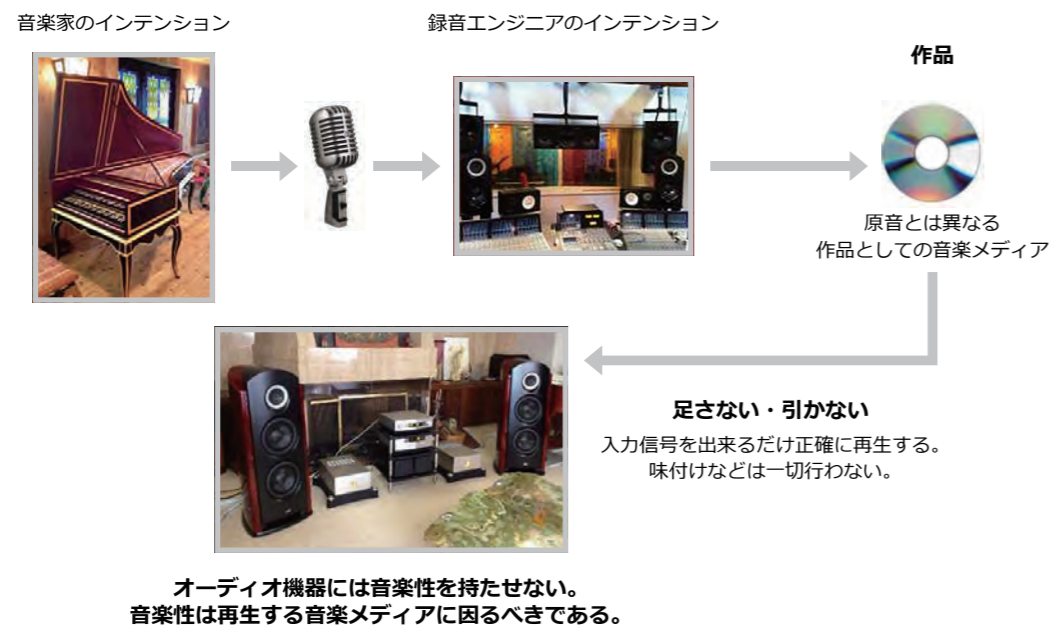 音楽家のインテンション
録音エンジニアのインテンション
作品
原音とは異なる
作品としての音楽メディア
足さない・引かない
入力信号を出来るだけ正確に再生する。
味付けなどは一切行わない。
オーディオ機器には音楽性を持たせない。
音楽性は再生する音楽メディアに因るべきである。